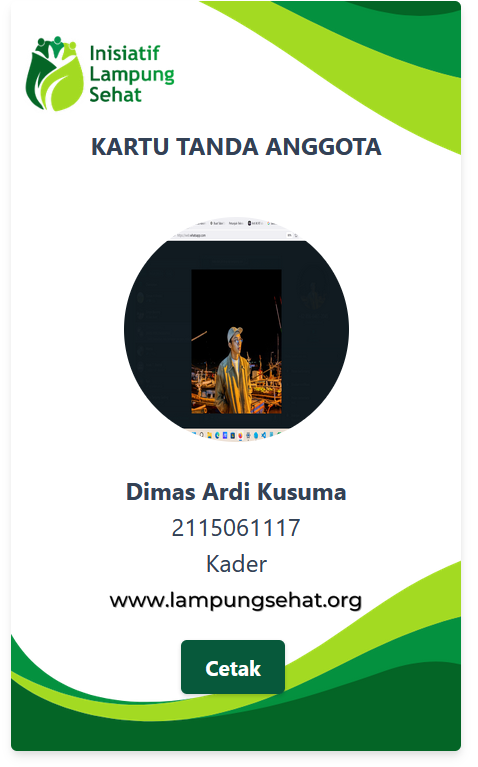 Inisiatif
Lampung
Sehat
KARTU TANDA ANGGOTA
Dimas Ardi Kusuma
2115061117
Kader
www.lampungsehat.org
Cetak